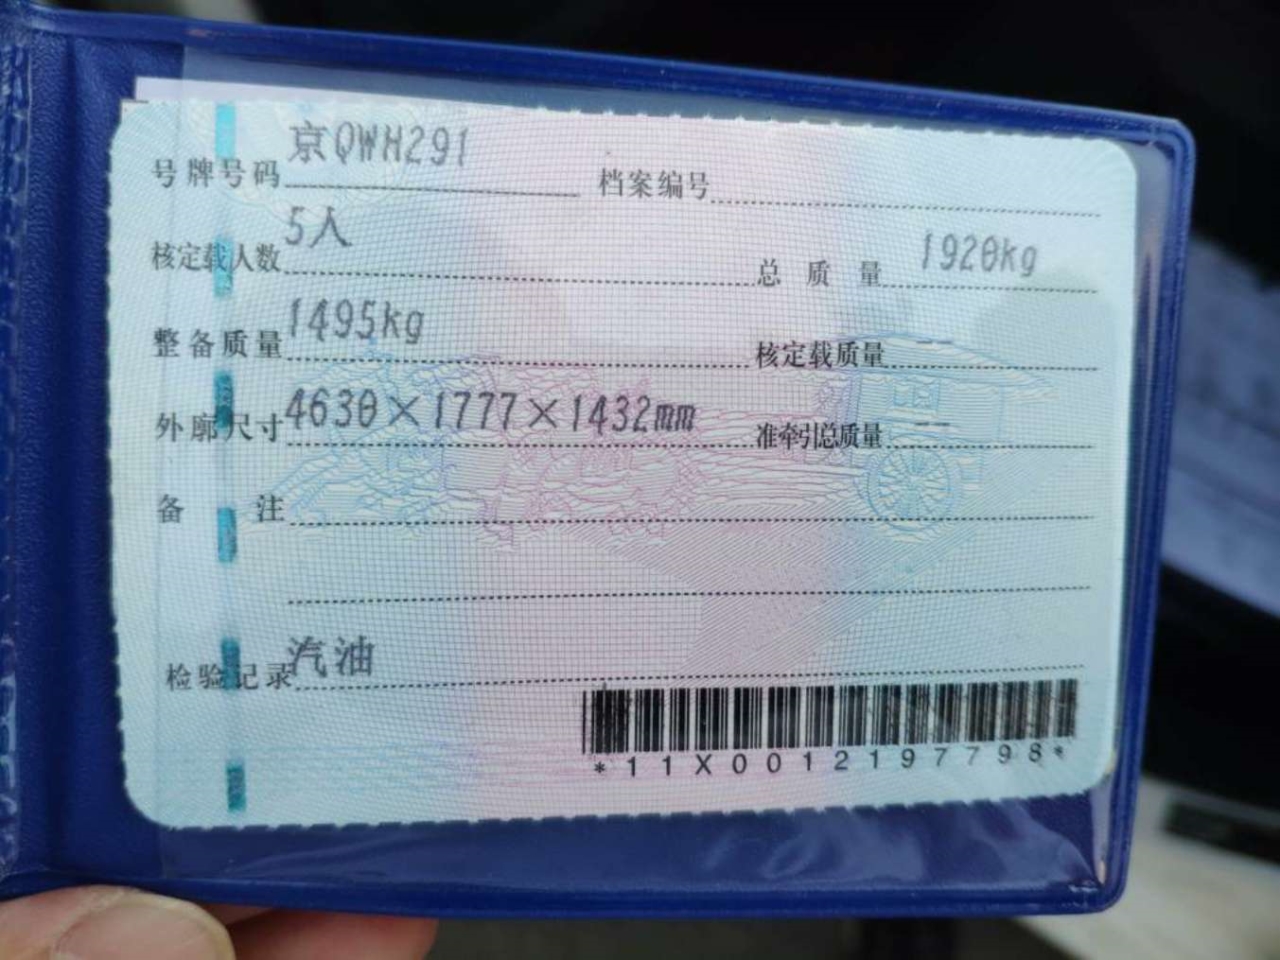 号牌号码 京QWH291 档案编号
核定载人数 5人 总质量 1920kg
整备质量 1495kg 核定载质量 --
外廓尺寸 4630×1777×1432mm 准牵引总质量 --
备注
检验记录 汽油
*11X0012197798*